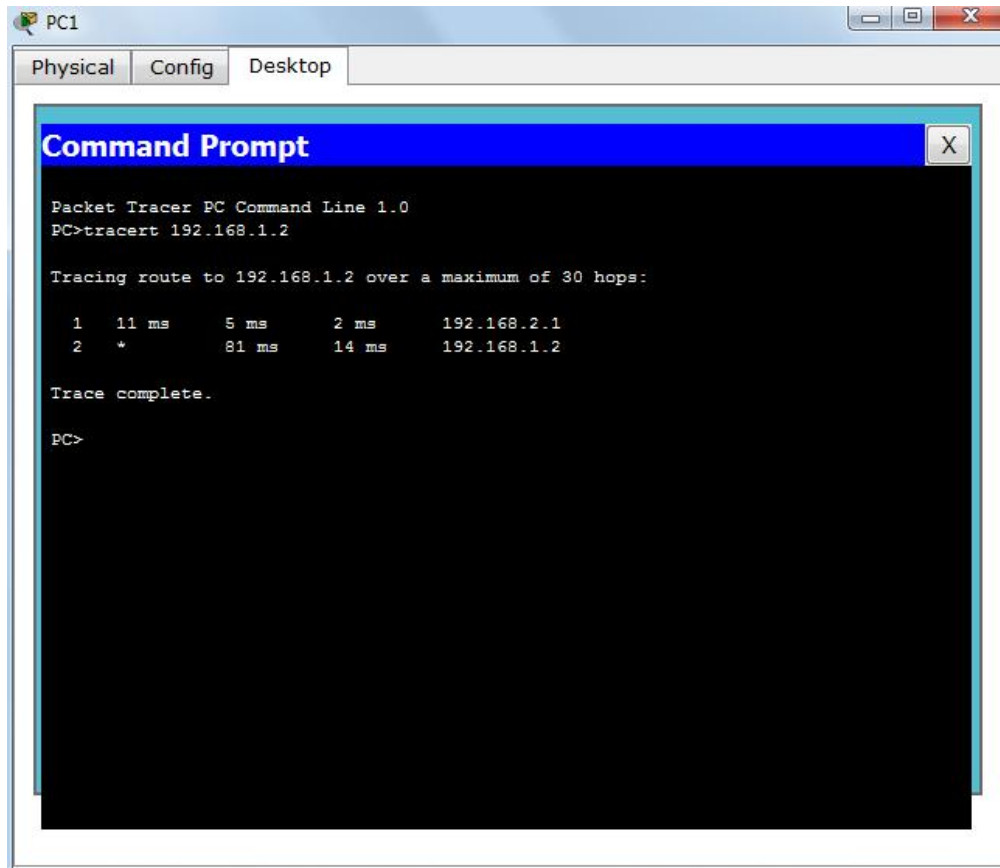 PC1
Physical Config Desktop
Command Prompt X
Packet Tracer PC Command Line 1.0
PC>tracert 192.168.1.2
Tracing route to 192.168.1.2 over a maximum of 30 hops:
1 11 ms 5 ms 2 ms 192.168.2.1
2 * 81 ms 14 ms 192.168.1.2
Trace complete.
PC>